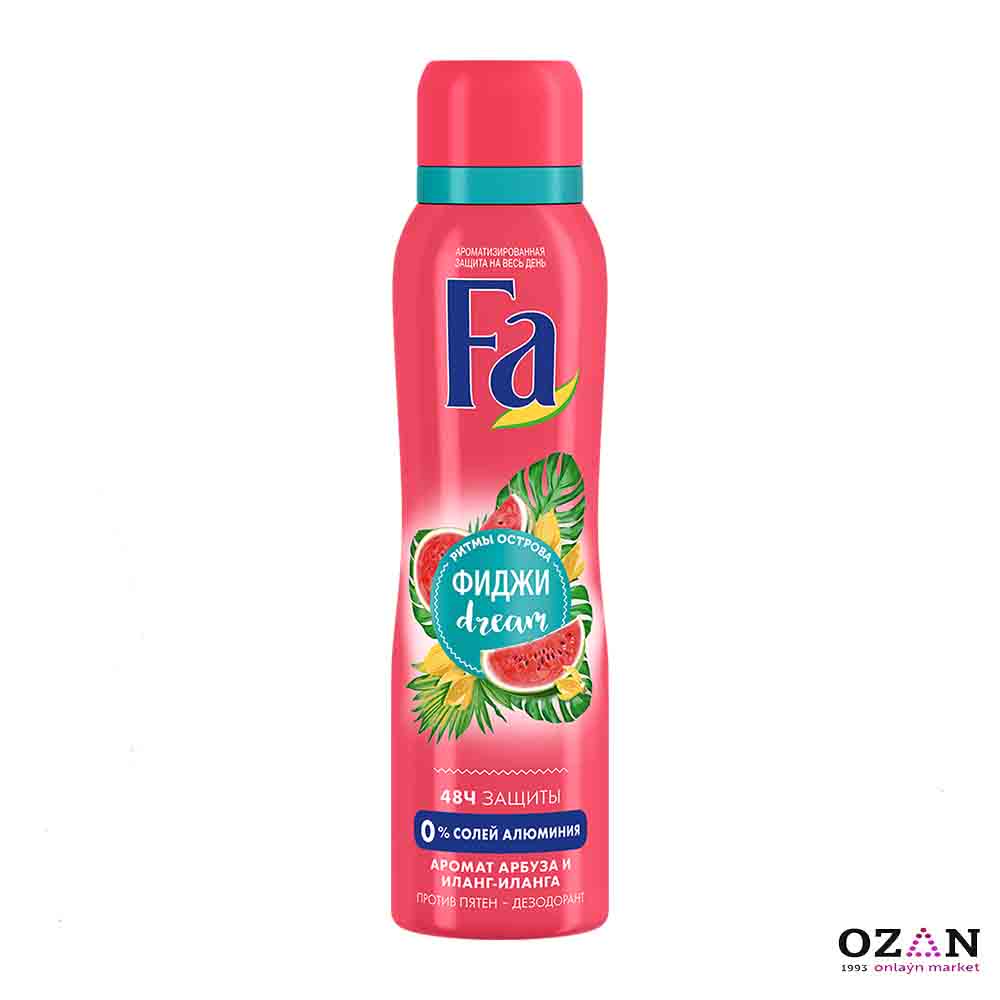 АРОМАТИЗИРОВАННАЯ
ЗАЩИТА НА ВЕСЬ ДЕНЬ
Fa
РИТМЫ ОСТРОВА
ФИДЖИ
dream
48Ч ЗАЩИТЫ
0% СОЛЕЙ АЛЮМИНИЯ
АРОМАТ АРБУЗА И
ИЛАНГ-ИЛАНГА
ПРОТИВ ПЯТЕН – ДЕЗОДОРАНТ
OZAN
1993 onlaýn market